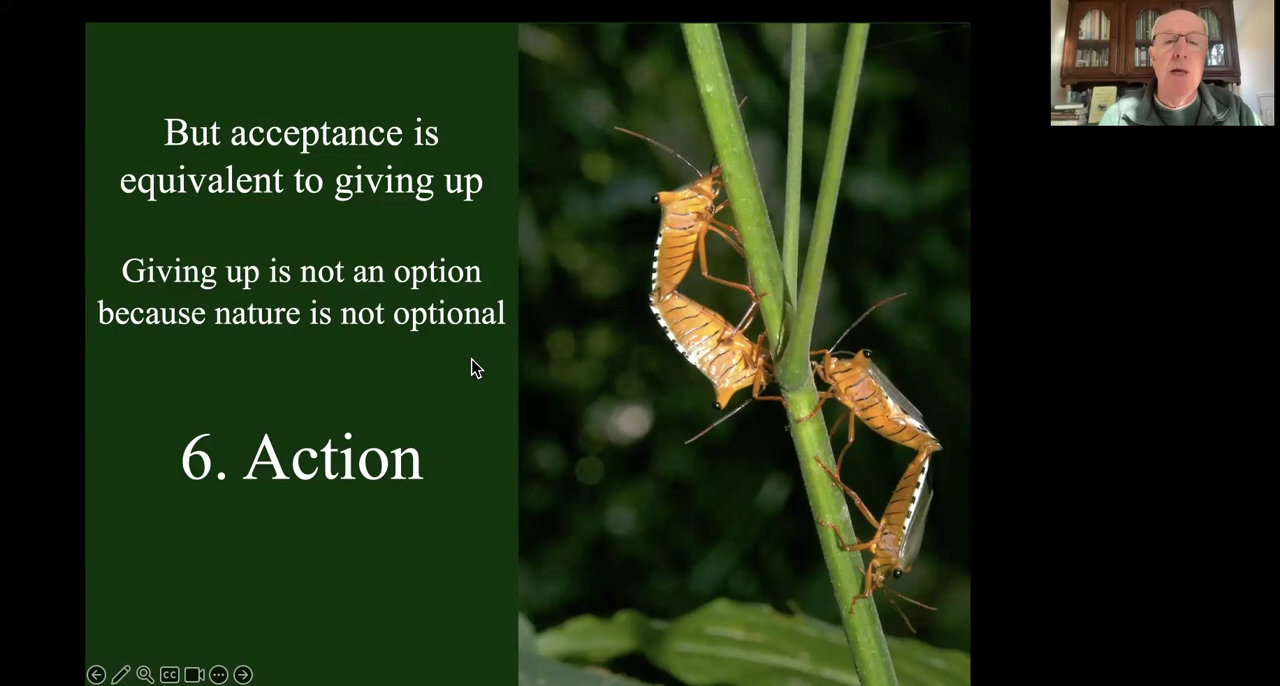 But acceptance is
equivalent to giving up
Giving up is not an option
because nature is not optional
6. Action
CC